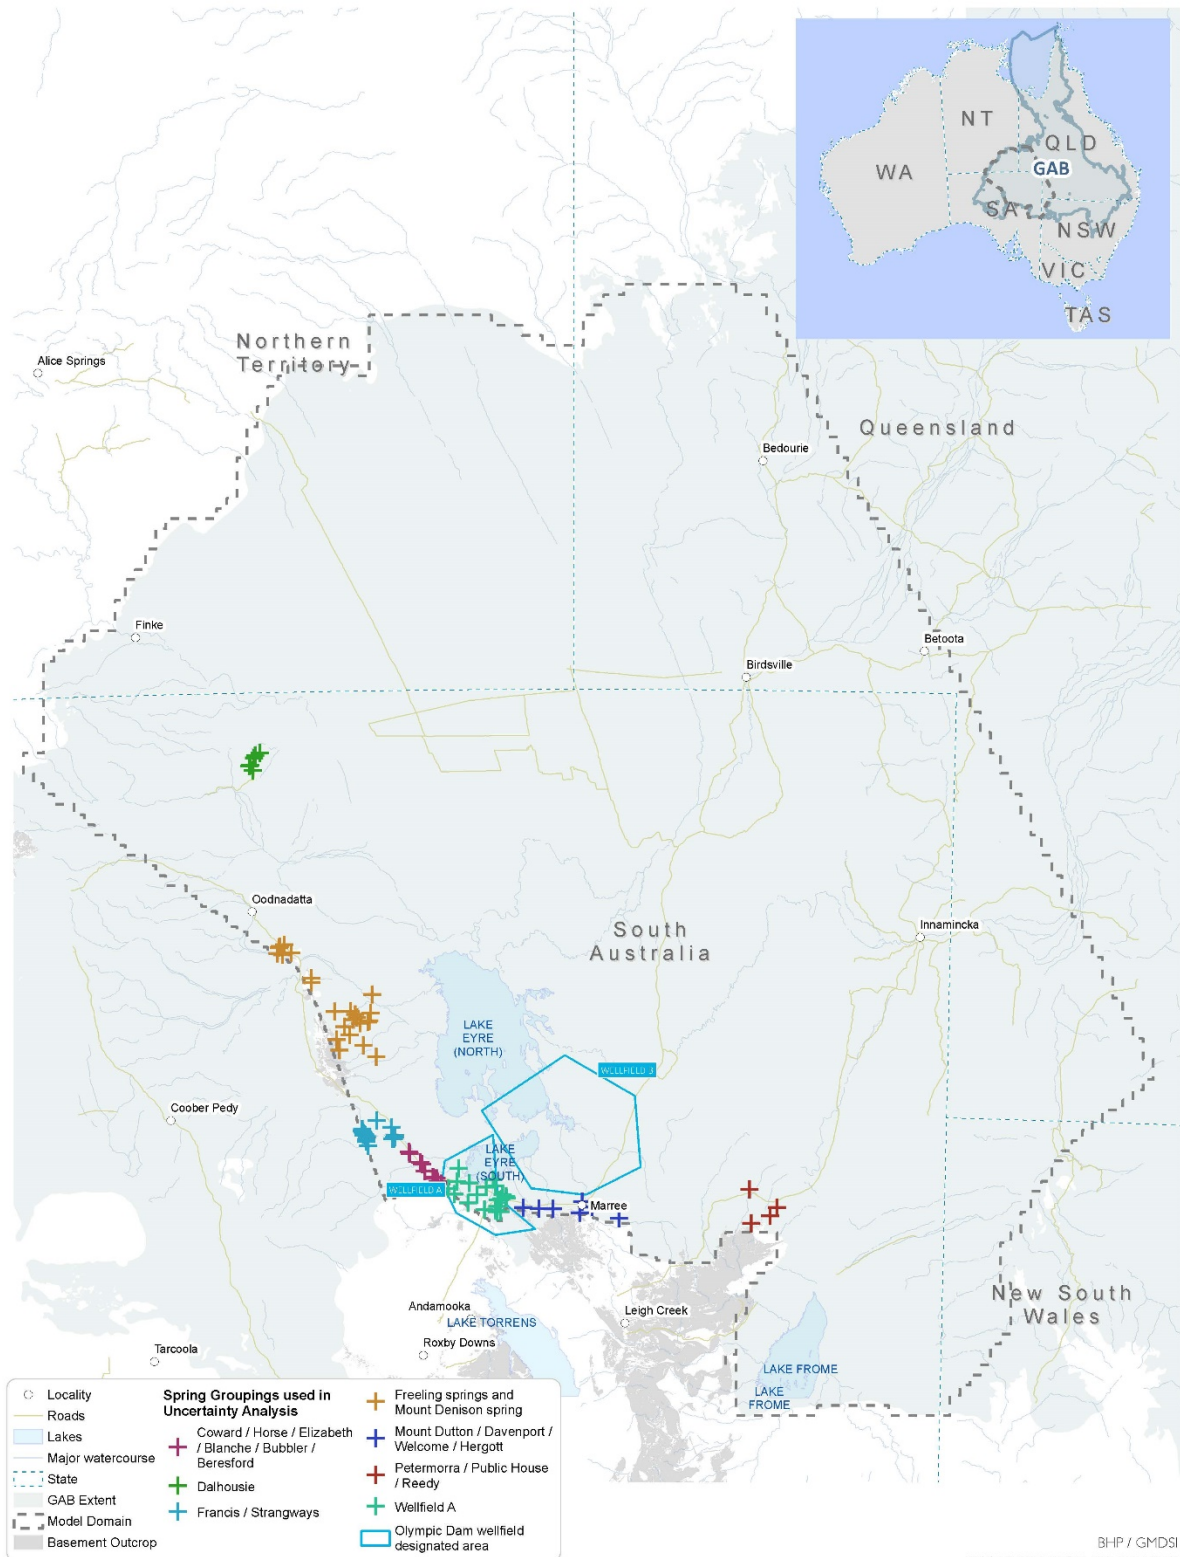 NT
QLD
WA
GAB
SA
NSW
VIC
TAS
Northern
Territory
Alice Springs
Queensland
Bedourie
Finke
Betoota
Birdsville
Oodnadatta
Innamincka
South
Australia
LAKE
EYRE
(NORTH)
WELLFIELD B
Coober Pedy
LAKE
EYRE
(SOUTH)
WELLFIELD A
Marree
New South
Wales
Andamooka
LAKE TORRENS
Leigh Creek
Roxby Downs
Tarcoola
LAKE FROME
LAKE
FROME
Locality
Roads
Lakes
Major watercourse
State
GAB Extent
Model Domain
Basement Outcrop
Spring Groupings used in
Uncertainty Analysis
Coward / Horse / Elizabeth
/ Blanche / Bubbler /
Beresford
Dalhousie
Francis / Strangways
Freeling springs and
Mount Denison spring
Mount Dutton / Davenport /
Welcome / Hergott
Petermorra / Public House
/ Reedy
Wellfield A
Olympic Dam wellfield
designated area
BHP / GMDSI